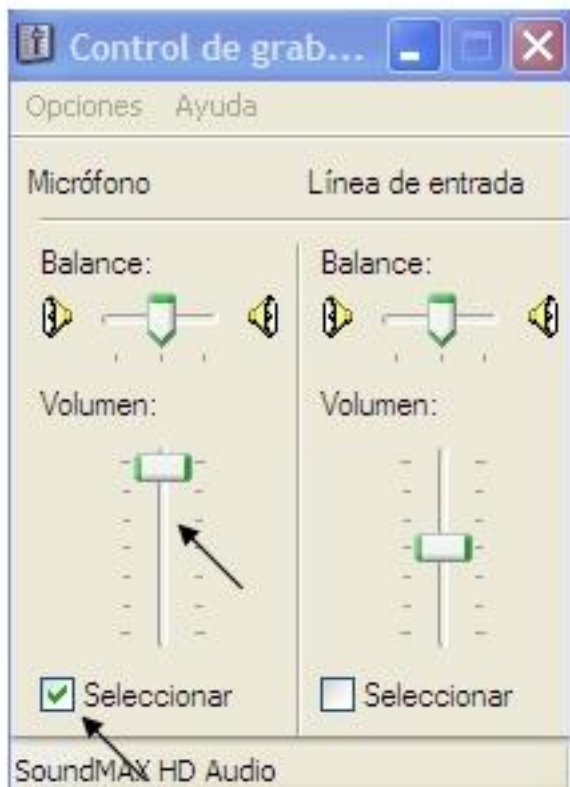 Control de grab...
Opciones Ayuda
Micrófono Línea de entrada
Balance: Balance:
Volumen: Volumen:
Seleccionar Seleccionar
SoundMAX HD Audio